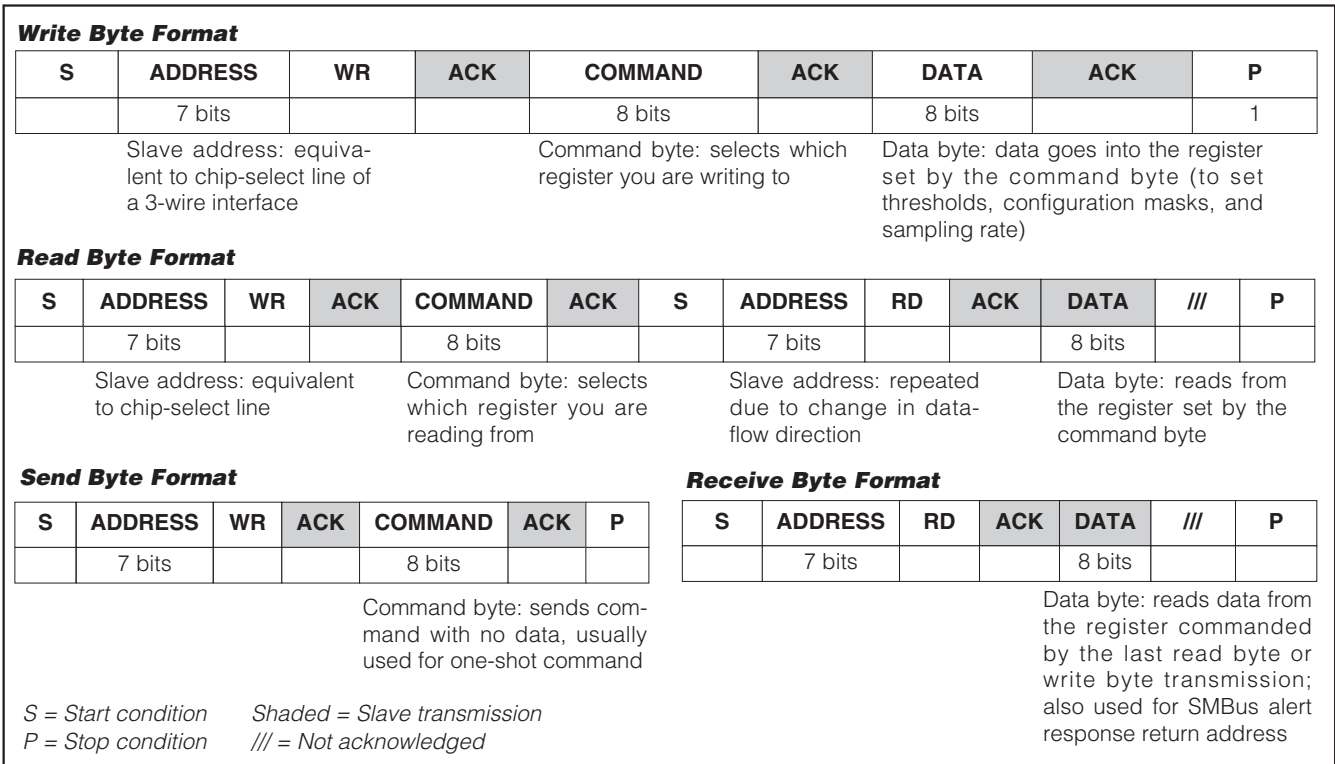 Write Byte Format
S ADDRESS WR ACK COMMAND ACK DATA ACK P
7 bits 8 bits 8 bits 1
Slave address: equiva-
lent to chip-select line of
a 3-wire interface
Command byte: selects which
register you are writing to
Data byte: data goes into the register
set by the command byte (to set
thresholds, configuration masks, and
sampling rate)
Read Byte Format
S ADDRESS WR ACK COMMAND ACK S ADDRESS RD ACK DATA /// P
7 bits 8 bits 7 bits 8 bits
Slave address: equivalent
to chip-select line
Command byte: selects
which register you are
reading from
Slave address: repeated
due to change in data-
flow direction
Data byte: reads from
the register set by the
command byte
Send Byte Format
S ADDRESS WR ACK COMMAND ACK P
7 bits 8 bits
Command byte: sends com-
mand with no data, usually
used for one-shot command
Receive Byte Format
S ADDRESS RD ACK DATA /// P
7 bits 8 bits
Data byte: reads data from
the register commanded
by the last read byte or
write byte transmission;
also used for SMBus alert
response return address
S = Start condition Shaded = Slave transmission
P = Stop condition /// = Not acknowledged